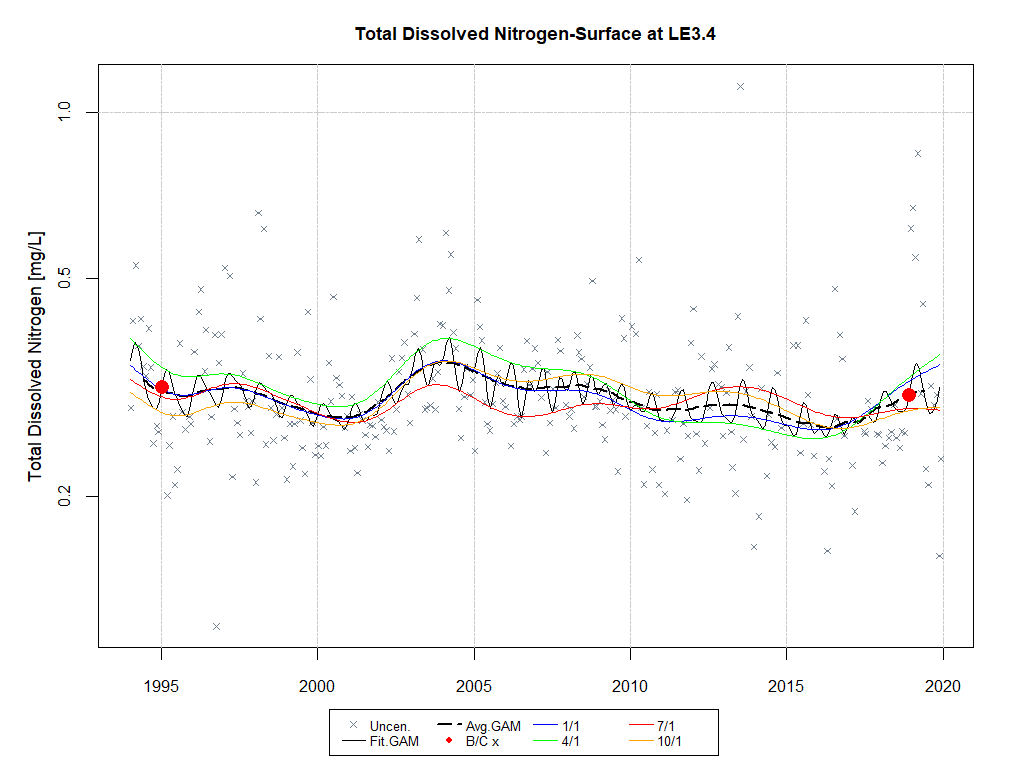 Total Dissolved Nitrogen-Surface at LE3.4
Total Dissolved Nitrogen [mg/L]
1.0
0.5
0.2
1995 2000 2005 2010 2015 2020
Uncen. Avg.GAM 1/1 7/1
Fit.GAM B/C x 4/1 10/1